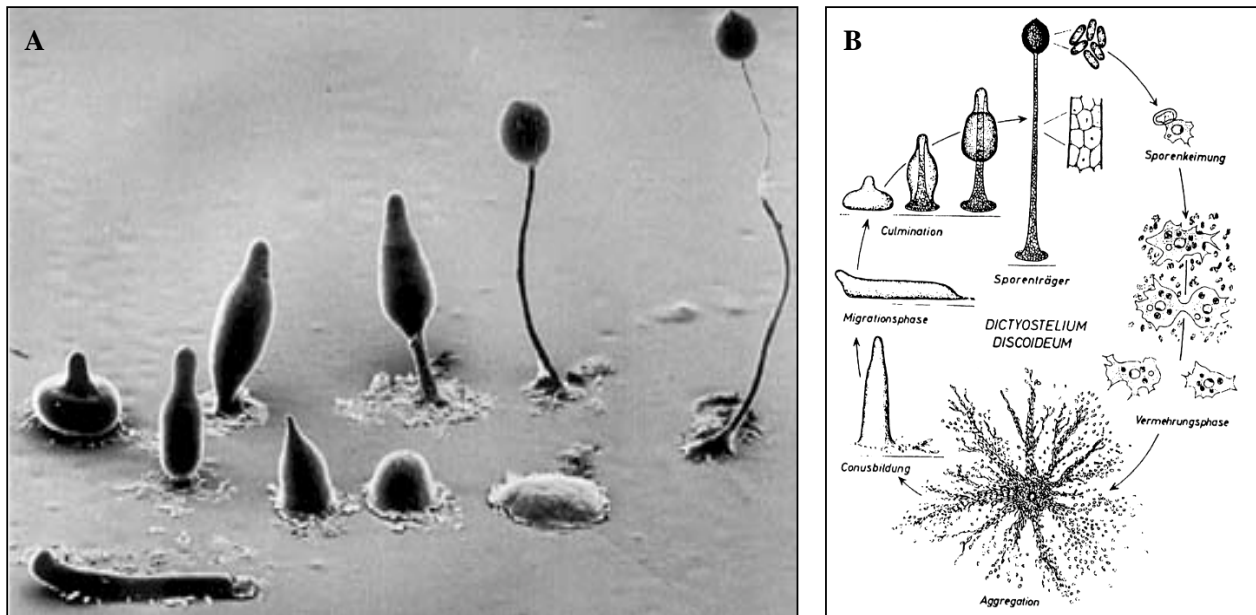 A
B
Sporenkeimung
Culmination
Sporenträger
Migrationsphase
DICTYOSTELIUM
DISCOIDEUM
Vermehrungsphase
Conusbildung
Aggregation